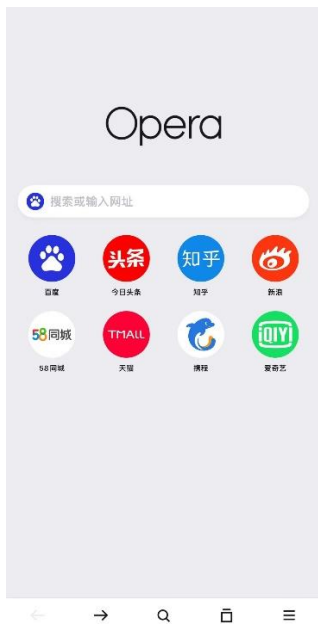 Opera
搜索或输入网址
头条
知乎
58同城
TMALL
iQIYI
百度
今日头条
知乎
新浪
58同城
天猫
携程
爱奇艺